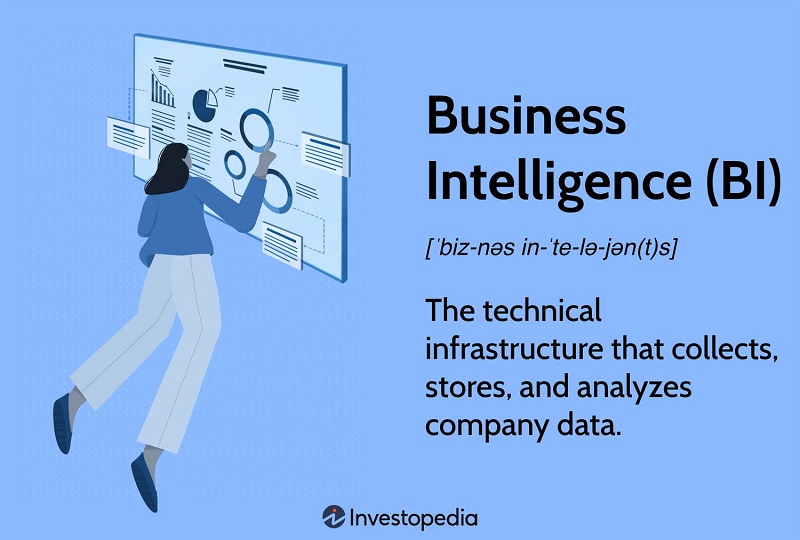 Business
Intelligence (BI)
[ˈbiz-nəs in-ˈte-lə-jən(t)s]
The technical
infrastructure that collects,
stores, and analyzes
company data.
Investopedia